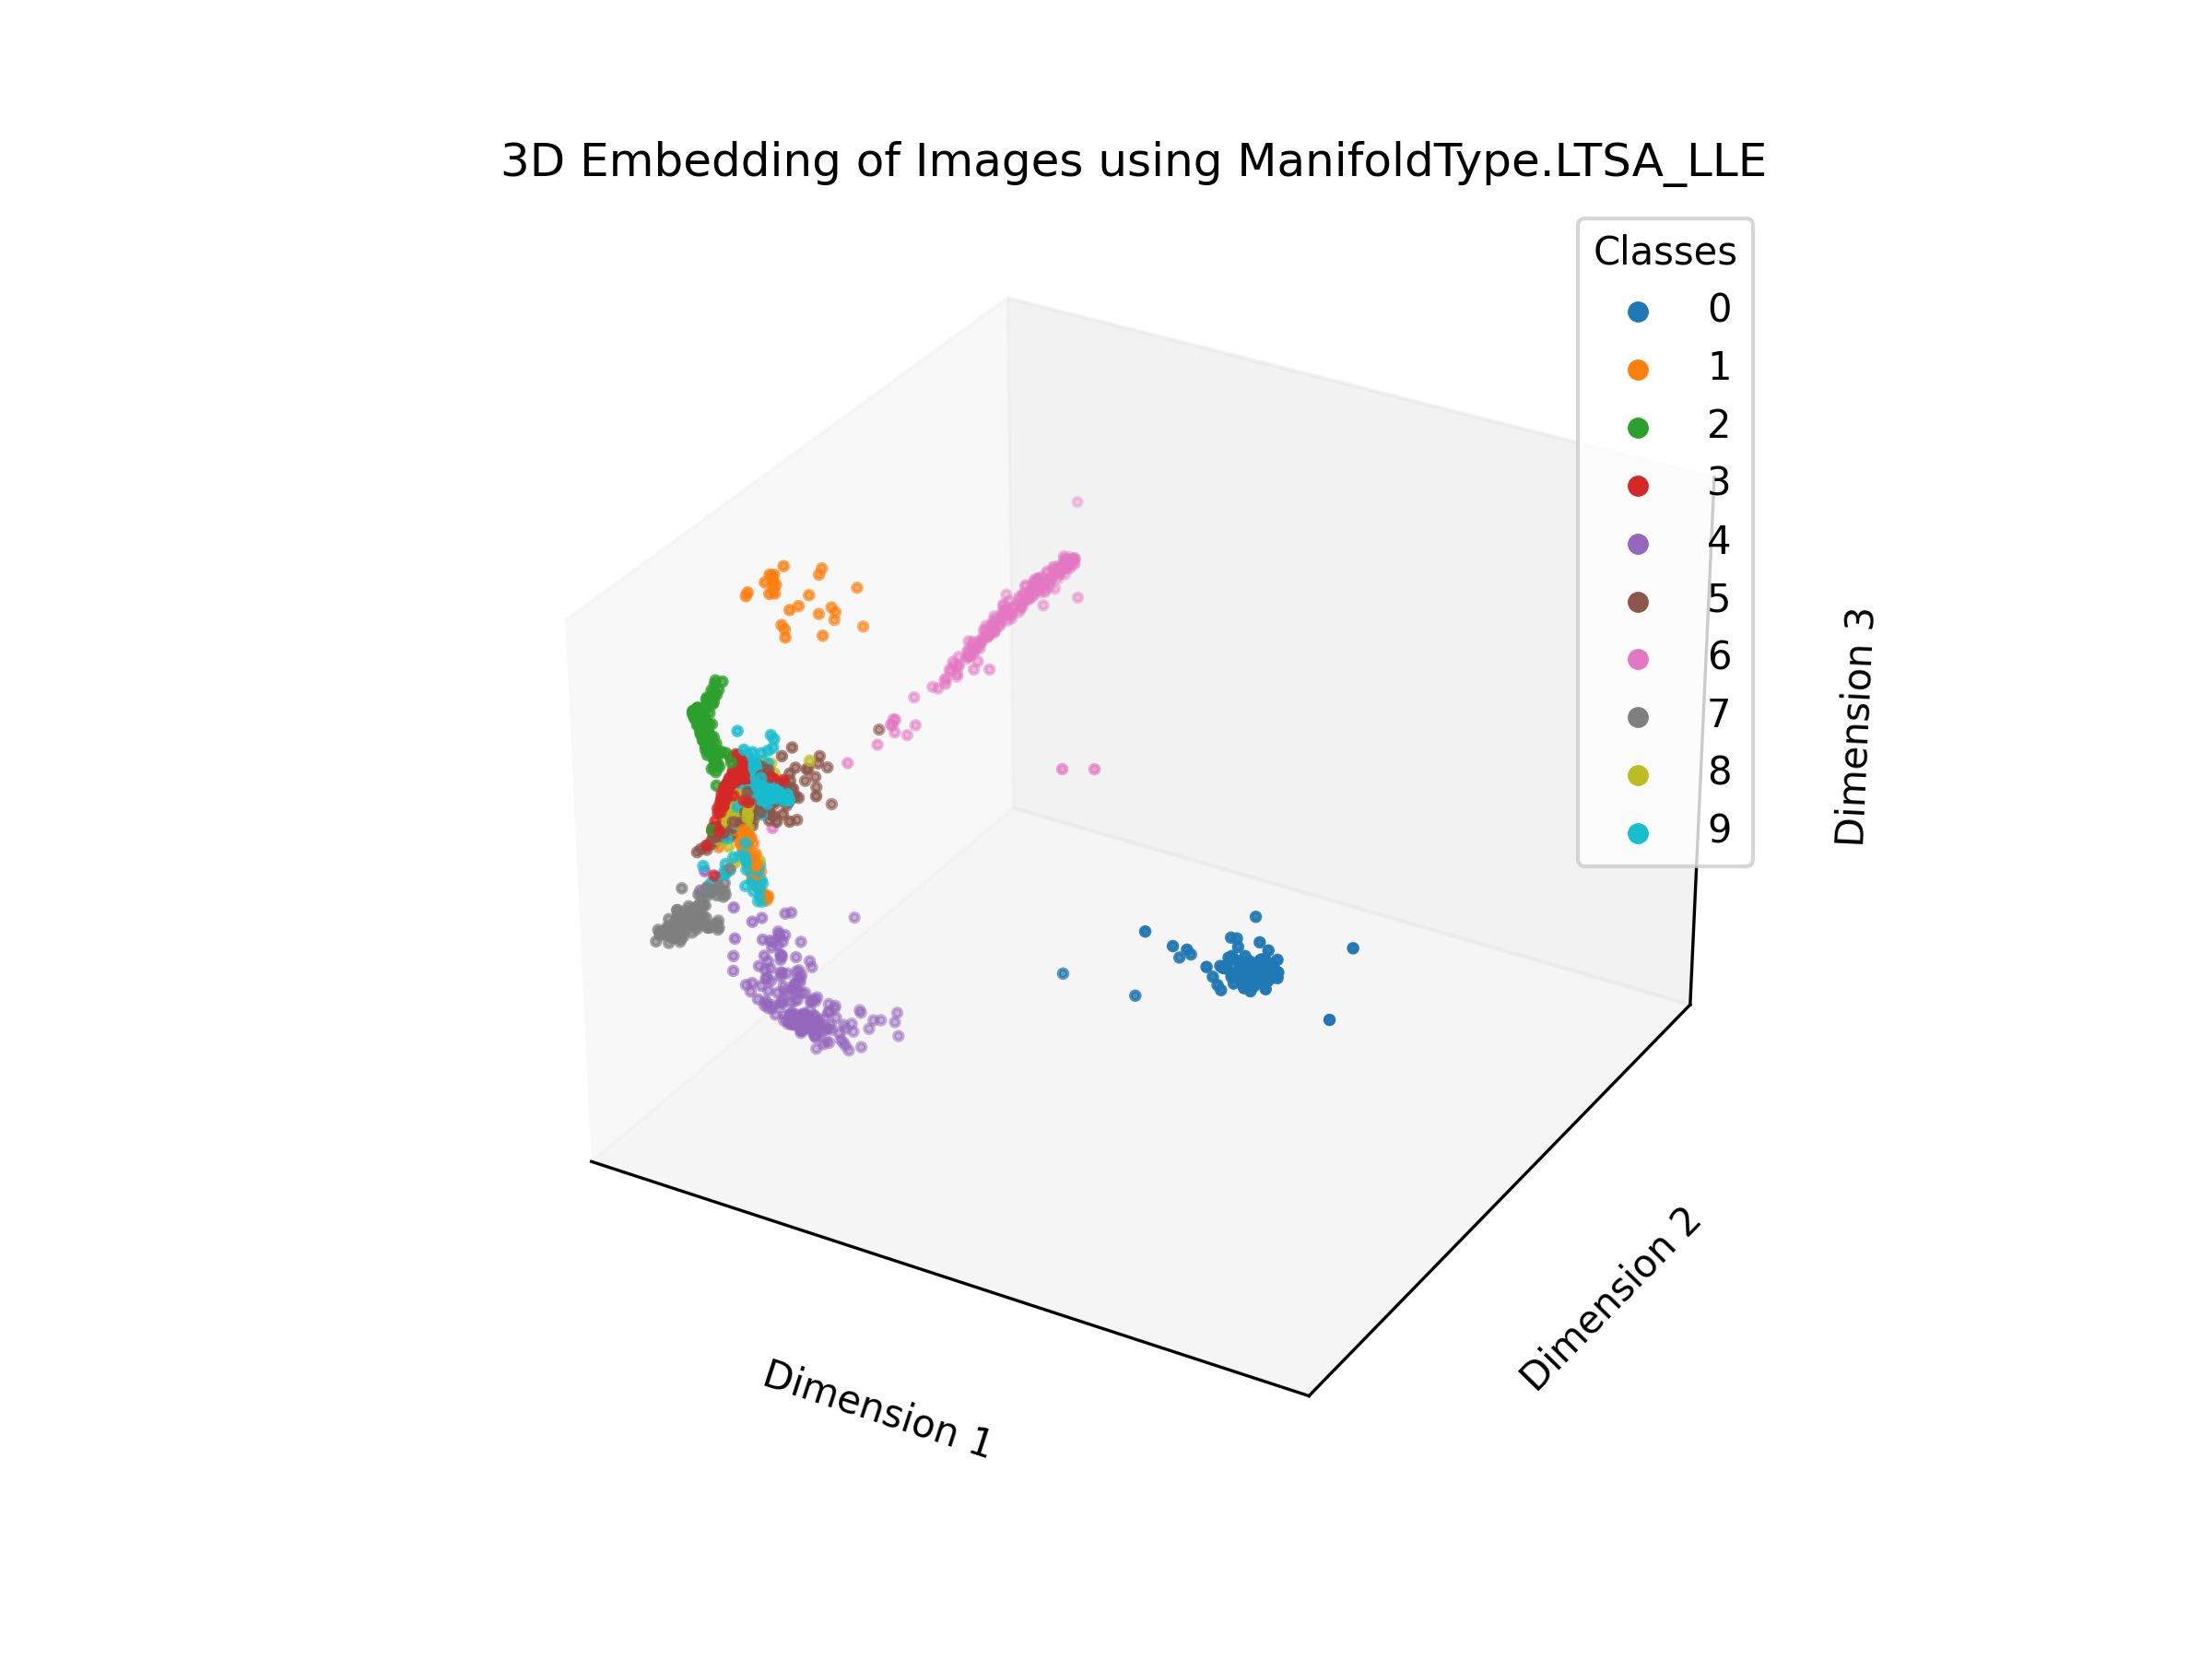 3D Embedding of Images using ManifoldType.LTSA_LLE
Classes
0
1
2
3
4
5
6
7
8
9
Dimension 3
Dimension 2
Dimension 1